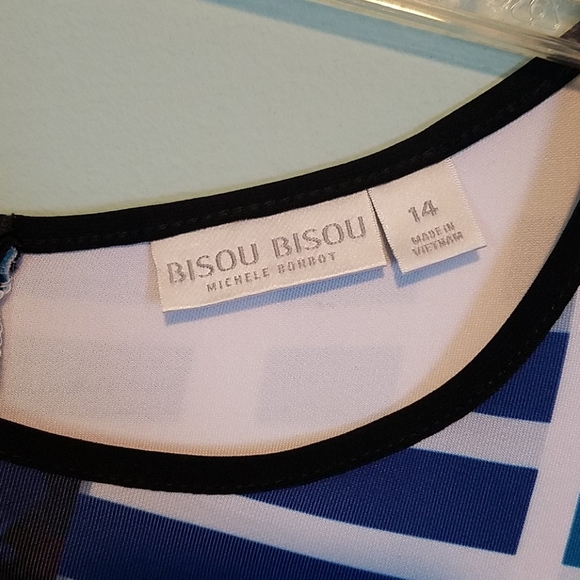 BISOU BISOU
MICHELE BOHBOT
14
MADE IN
VIETNAM